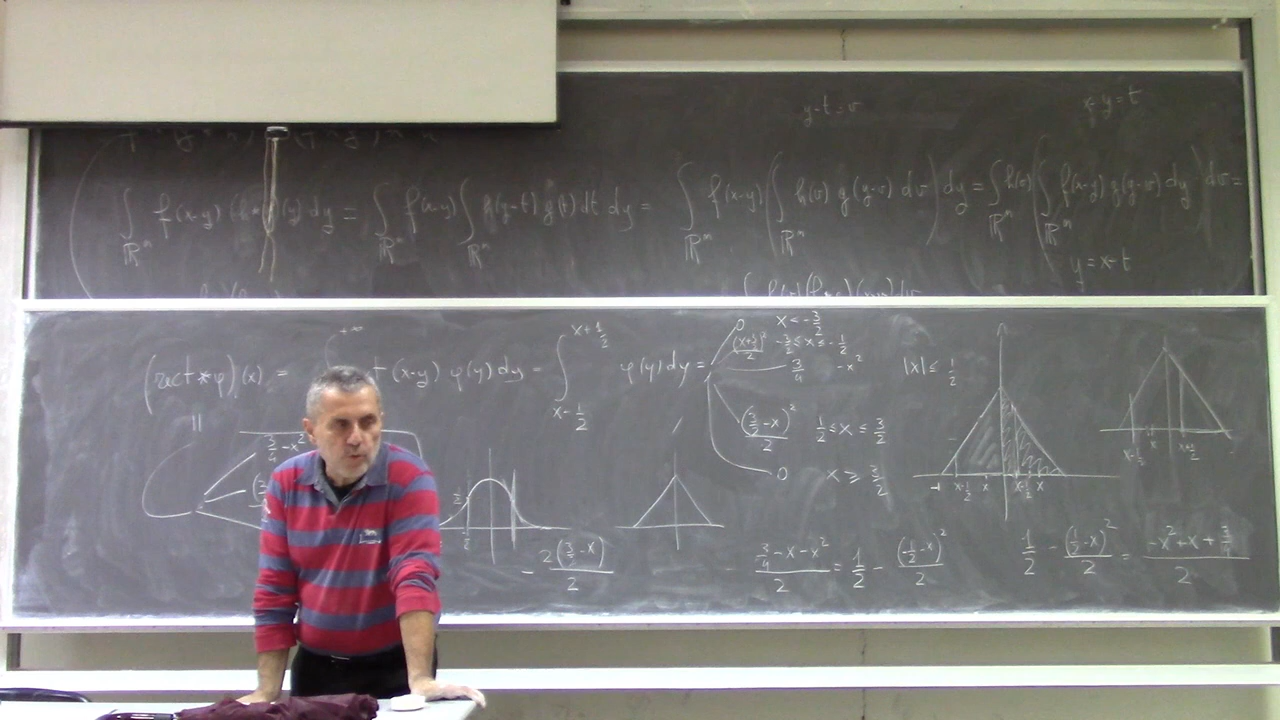 y-t=v
x-y=t
∫_{ℝⁿ} f(x-y) (y) dy = ∫_{ℝⁿ} f(x-y) ∫_{ℝⁿ} h(y-t) g(t) dt dy = ∫_{ℝⁿ} f(x-y) ( ∫_{ℝⁿ} h(v) g(y-v) dv ) dy = ∫_{ℝⁿ} h(v) ( ∫_{ℝⁿ} f(x-y) g(y-v) dy ) dv =
y = x-t
(rect * φ)(x) = t(x-y) φ(y) dy = ∫_{x-1/2}^{x+1/2} φ(y) dy =
+∞
0 x ≤ -3/2
(x+3/2)²/2 -3/2 ≤ x ≤ -1/2
3/4 -x² |x| ≤ 1/2
(3/2-x)²/2 1/2 ≤ x ≤ 3/2
0 x ≥ 3/2
||
3/4 - x²
-1 x-1/2 x x+1/2
x-1/2 x x+1/2
- 2(3/2-x)/2
(3/4-x-x²)/2 = 1/2 - (1/2-x)²/2
1/2 - (1/2-x)²/2 = (-x²+x+3/4)/2